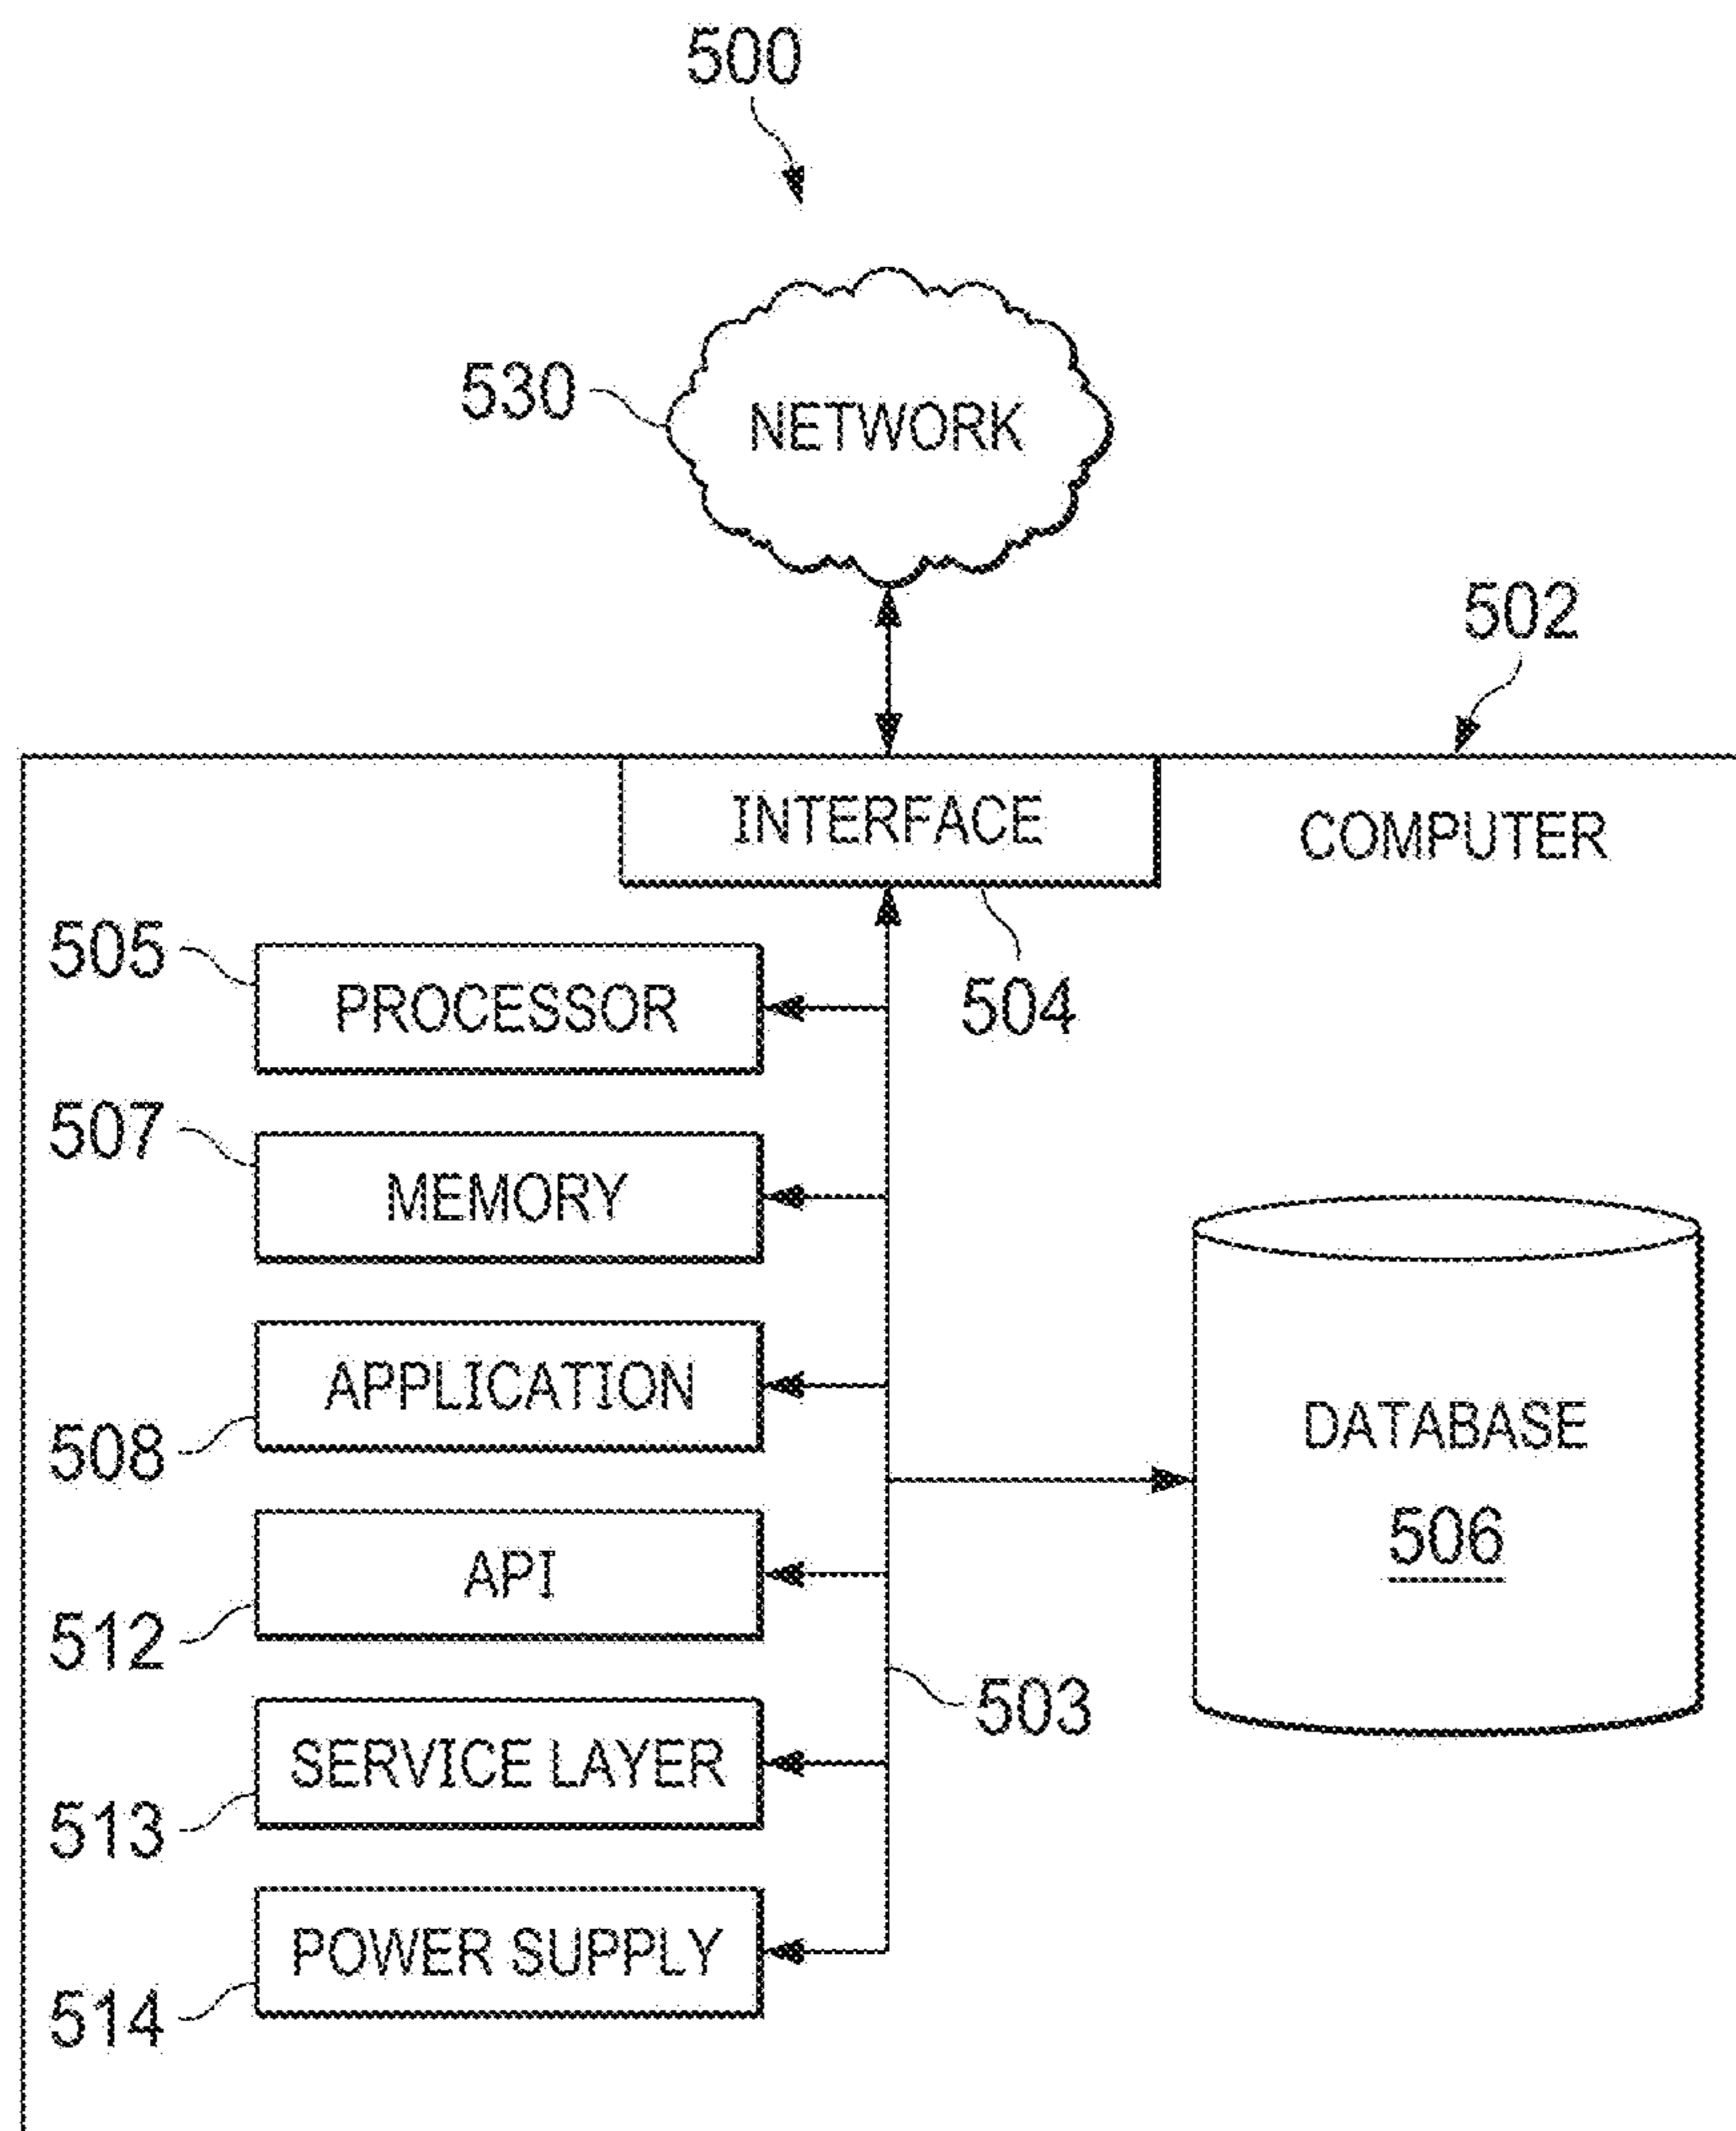 500
530
NETWORK
502
INTERFACE
COMPUTER
505
PROCESSOR
504
507
MEMORY
APPLICATION
508
DATABASE
506
API
512
503
SERVICE LAYER
513
POWER SUPPLY
514